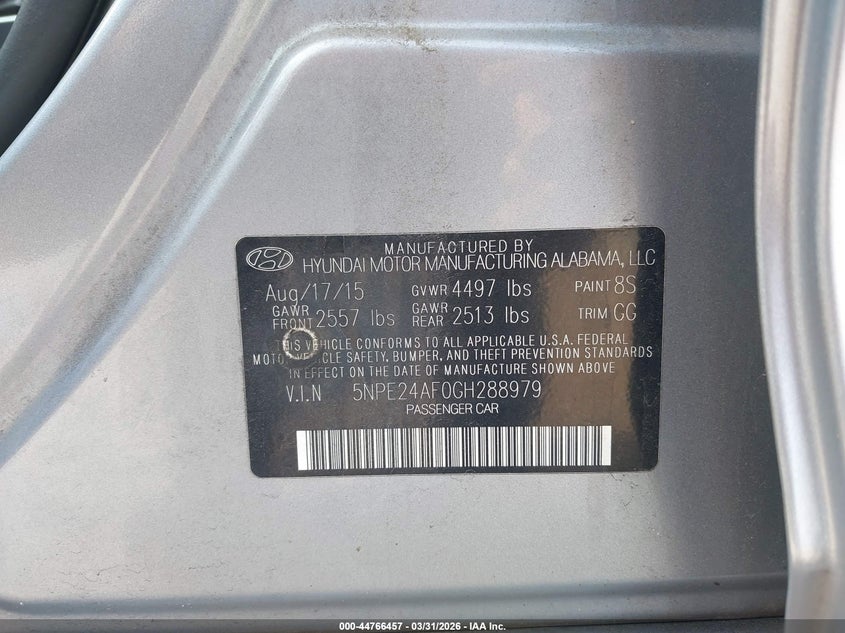 MANUFACTURED BY
HYUNDAI MOTOR MANUFACTURING ALABAMA, LLC
Aug/17/15 GVWR 4497 lbs PAINT 8S
GAWR FRONT 2557 lbs GAWR REAR 2513 lbs TRIM GG
THIS VEHICLE CONFORMS TO ALL APPLICABLE U.S.A. FEDERAL
MOTOR VEHICLE SAFETY, BUMPER, AND THEFT PREVENTION STANDARDS
IN EFFECT ON THE DATE OF MANUFACTURE SHOWN ABOVE
V.I.N 5NPE24AF0GH288979
PASSENGER CAR
000-44766457 - 03/31/2026 - IAA Inc.